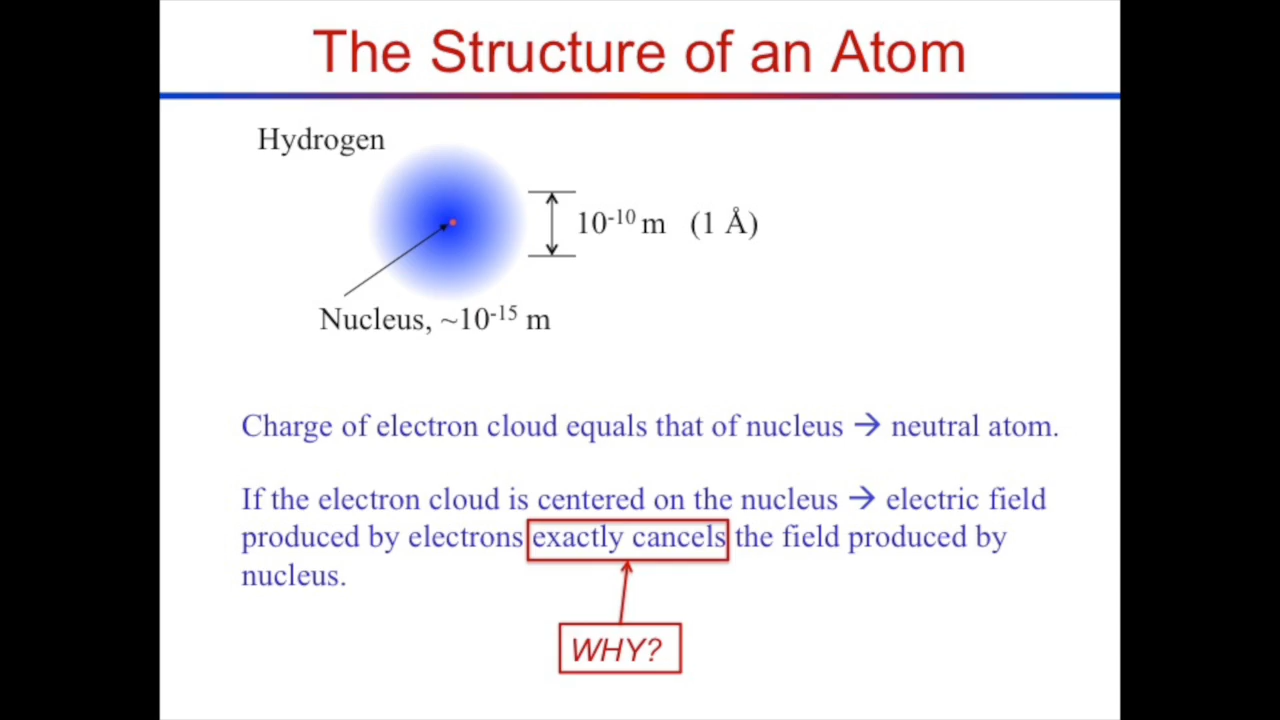 The Structure of an Atom
Hydrogen
10⁻¹⁰ m (1 Å)
Nucleus, ~10⁻¹⁵ m
Charge of electron cloud equals that of nucleus → neutral atom.
If the electron cloud is centered on the nucleus → electric field
produced by electrons exactly cancels the field produced by
nucleus.
WHY?